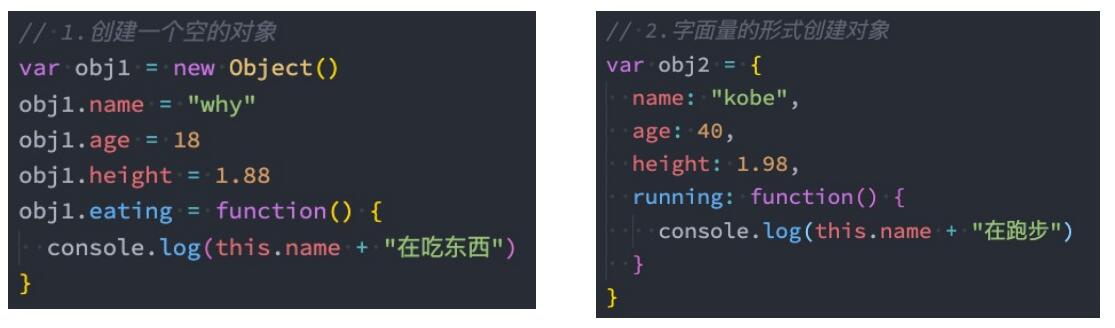 // 1.创建一个空的对象
var obj1 = new Object()
obj1.name = "why"
obj1.age = 18
obj1.height = 1.88
obj1.eating = function() {
  console.log(this.name + "在吃东西")
}
// 2.字面量的形式创建对象
var obj2 = {
  name: "kobe",
  age: 40,
  height: 1.98,
  running: function() {
    console.log(this.name + "在跑步")
  }
}